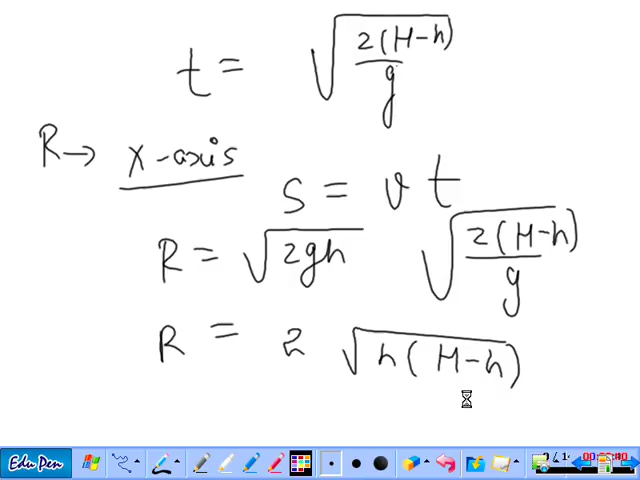 t = √(2(H-h)/g)
R → x-axis
S = v t
R = √(2gh) √(2(H-h)/g)
R = 2 √(h(H-h))
Edu Pen